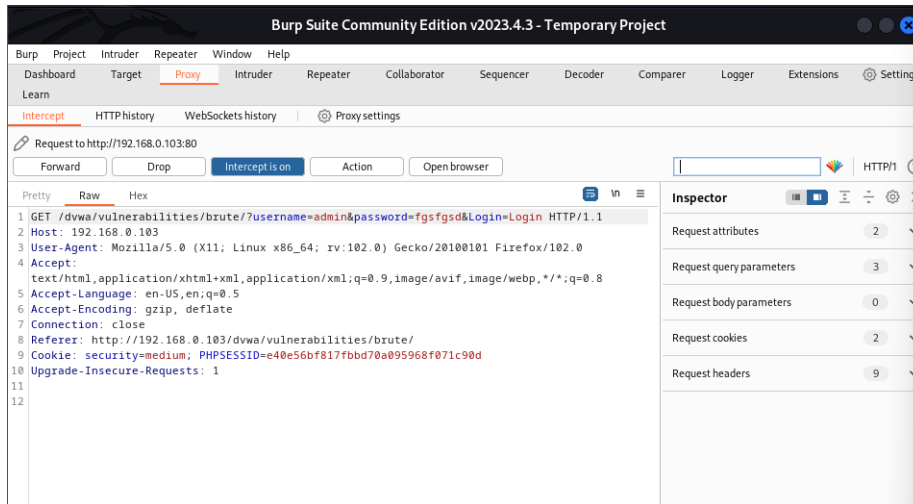 Burp Suite Community Edition v2023.4.3 - Temporary Project
Burp Project Intruder Repeater Window Help
Dashboard Target Proxy Intruder Repeater Collaborator Sequencer Decoder Comparer Logger Extensions Setting
Learn
Intercept HTTP history WebSockets history Proxy settings
Request to http://192.168.0.103:80
Forward Drop Intercept is on Action Open browser HTTP/1
Pretty Raw Hex \n Inspector
1 GET /dvwa/vulnerabilities/brute/?username=admin&password=fgsfgsd&Login=Login HTTP/1.1
2 Host: 192.168.0.103
3 User-Agent: Mozilla/5.0 (X11; Linux x86_64; rv:102.0) Gecko/20100101 Firefox/102.0
4 Accept:
text/html,application/xhtml+xml,application/xml;q=0.9,image/avif,image/webp,*/*;q=0.8
5 Accept-Language: en-US,en;q=0.5
6 Accept-Encoding: gzip, deflate
7 Connection: close
8 Referer: http://192.168.0.103/dvwa/vulnerabilities/brute/
9 Cookie: security=medium; PHPSESSID=e40e56bf817fbbd70a095968f071c90d
10 Upgrade-Insecure-Requests: 1
11
12
Request attributes 2
Request query parameters 3
Request body parameters 0
Request cookies 2
Request headers 9